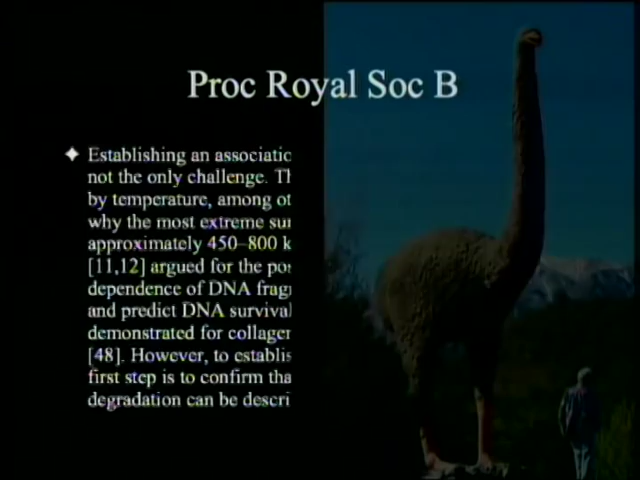 Proc Royal Soc B
Establishing an associatic
not the only challenge. Th
by temperature, among ot
why the most extreme sur
approximately 450–800 k
[11,12] argued for the pos
dependence of DNA fragr
and predict DNA survival
demonstrated for collager
[48]. However, to establis
first step is to confirm tha
degradation can be descri